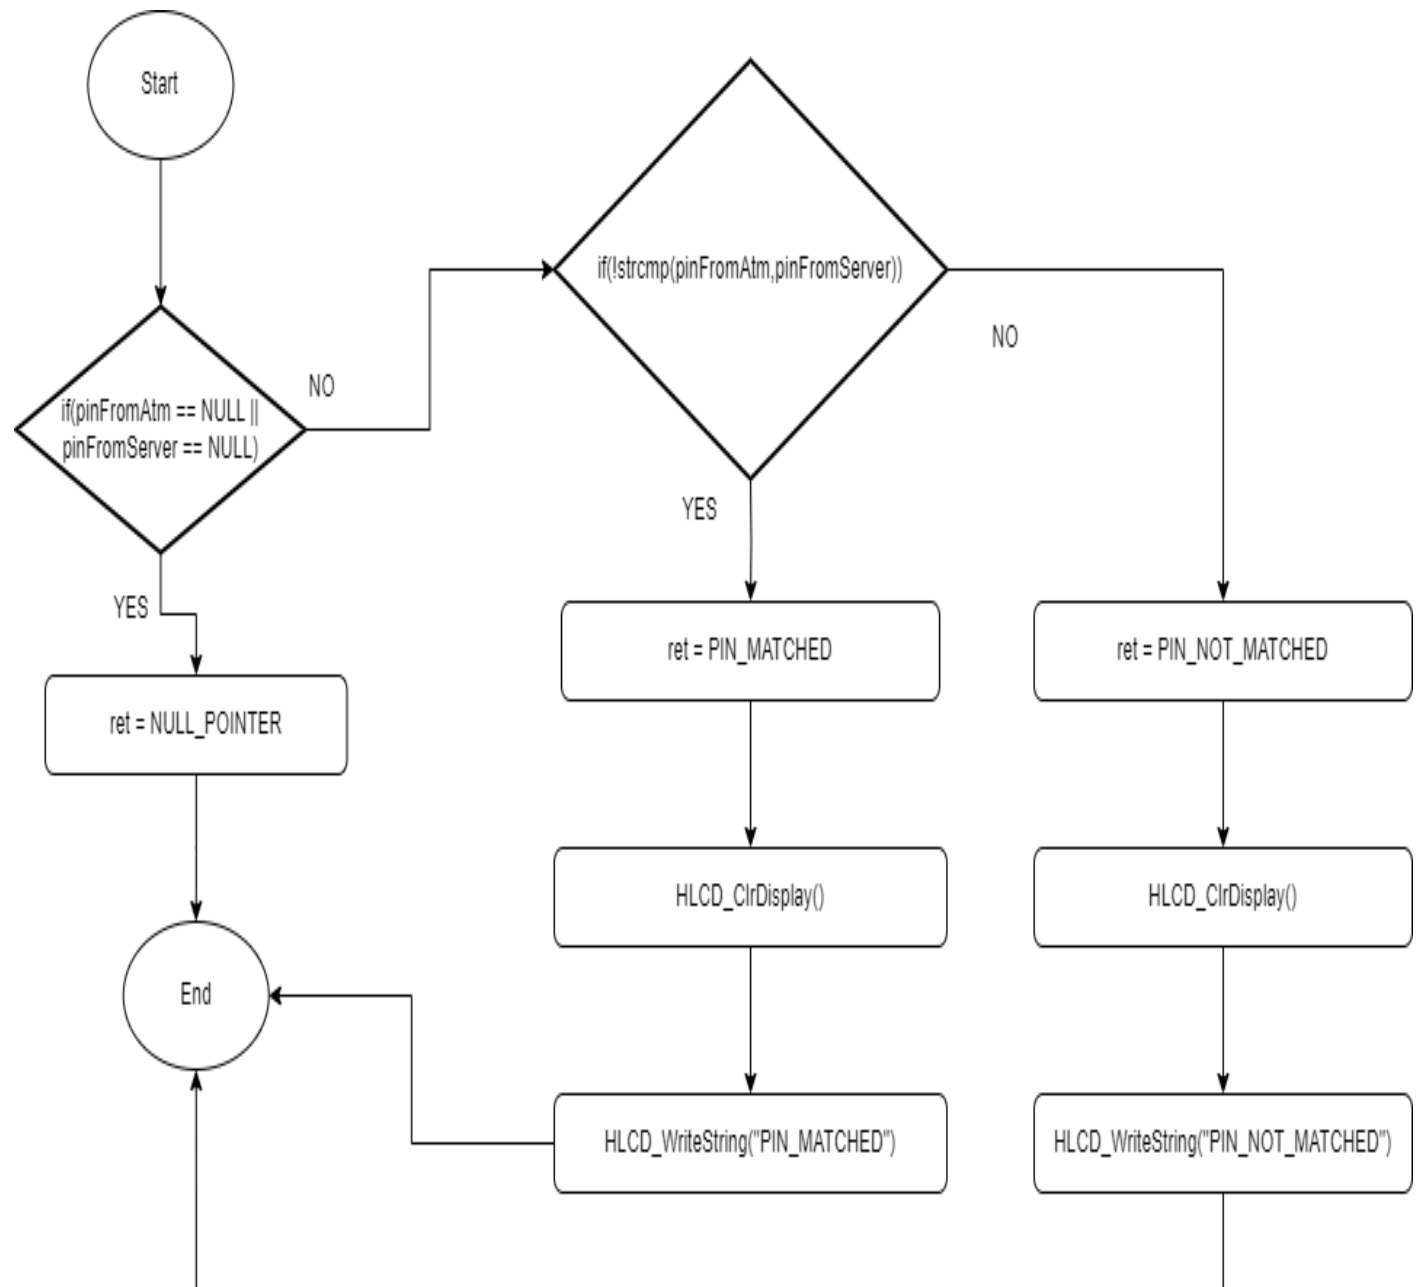 Start
if(pinFromAtm == NULL ||
pinFromServer == NULL)
NO
YES
ret = NULL_POINTER
End
if(!strcmp(pinFromAtm,pinFromServer))
NO
YES
ret = PIN_MATCHED
HLCD_ClrDisplay()
HLCD_WriteString("PIN_MATCHED")
ret = PIN_NOT_MATCHED
HLCD_ClrDisplay()
HLCD_WriteString("PIN_NOT_MATCHED")